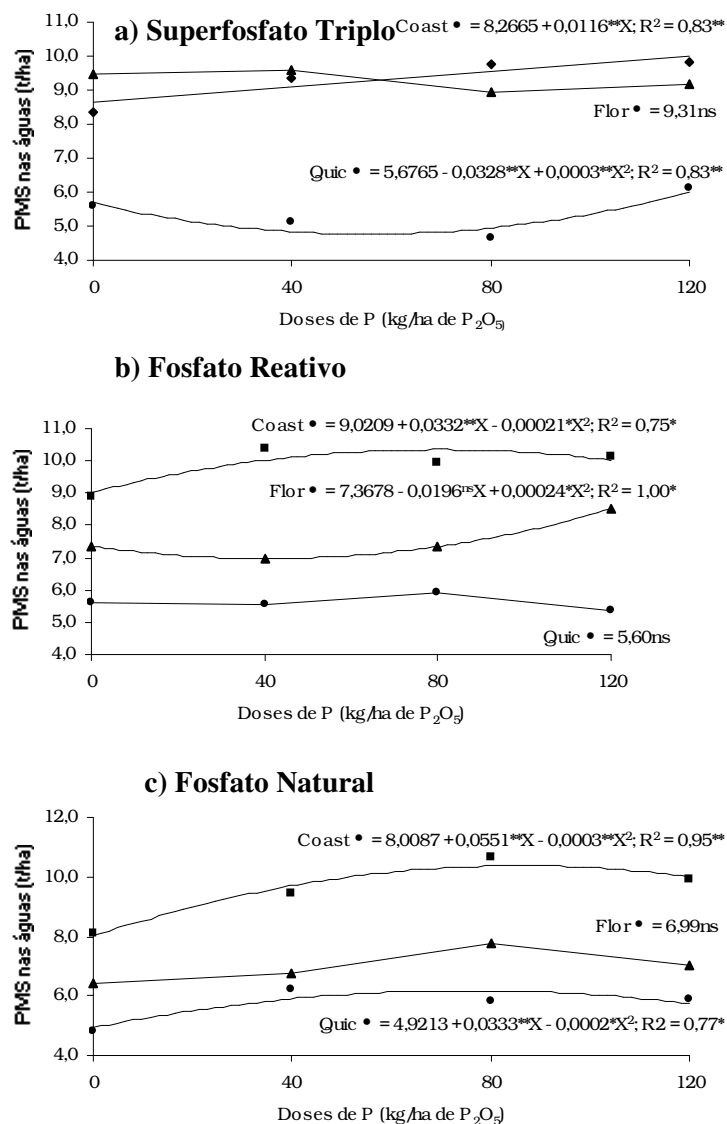 a) Superfosfato Triplo
Coast • = 8,2665 + 0,0116**X; R² = 0,83**
11,0
10,0
9,0
8,0
7,0
6,0
5,0
4,0
PMS nas águas (t/ha)
Flor • = 9,31ns
Quic • = 5,6765 - 0,0328**X + 0,0003**X²; R² = 0,83**
0 40 80 120
Doses de P (kg/ha de P₂O₅)
b) Fosfato Reativo
11,0
10,0
9,0
8,0
7,0
6,0
5,0
4,0
PMS nas águas (t/ha)
Coast • = 9,0209 + 0,0332**X - 0,00021*X²; R² = 0,75*
Flor • = 7,3678 - 0,0196ⁿˢX + 0,00024*X²; R² = 1,00*
Quic • = 5,60ns
0 40 80 120
Doses de P (kg/ha de P₂O₅)
c) Fosfato Natural
12,0
10,0
8,0
6,0
4,0
PMS nas águas (t/ha)
Coast • = 8,0087 + 0,0551**X - 0,0003**X²; R² = 0,95**
Flor • = 6,99ns
Quic • = 4,9213 + 0,0333**X - 0,0002*X²; R2 = 0,77*
0 40 80 120
Doses de P (kg/ha de P₂O₅)